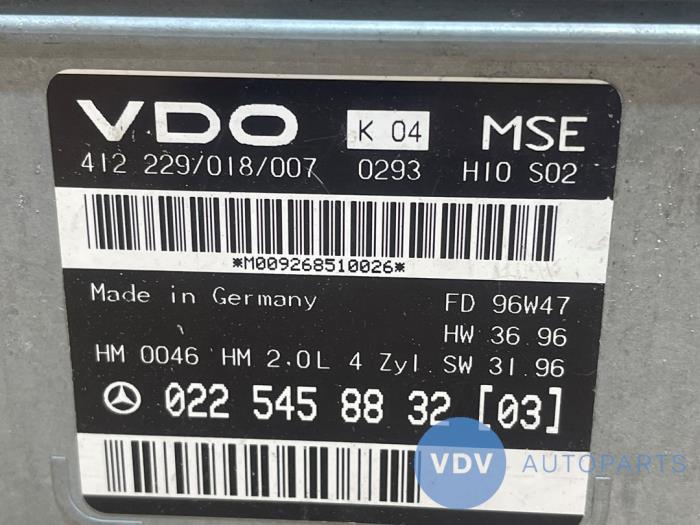 VDO K 04 MSE
412 229/018/007 0293 H10 S02
*M009268510026*
Made in Germany FD 96W47
HW 36 96
HM 0046 HM 2.0L 4 Zyl. SW 31.96
022 545 88 32 [03]
VDV AUTOPARTS